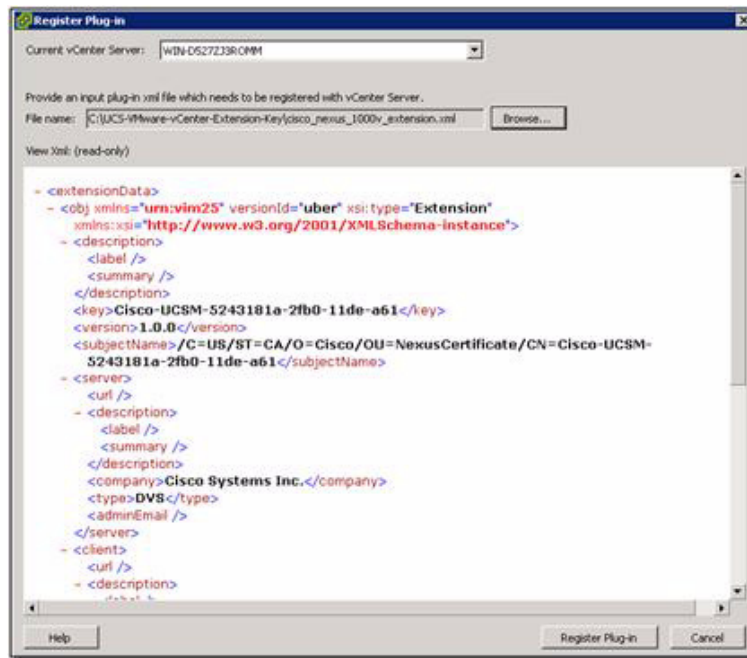 Register Plug-in
Current vCenter Server: WIN-D527ZJ3ROMM
Provide an input plug-in xml file which needs to be registered with vCenter Server.
File name: C:\UCS-VMware-vCenter-Extension-Key\cisco_nexus_1000v_extension.xml Browse...
View Xml: (read-only)
- <extensionData>
- <obj xmlns="urn:vim25" versionId="uber" xsi:type="Extension"
xmlns:xsi="http://www.w3.org/2001/XMLSchema-instance">
- <description>
<label />
<summary />
</description>
<key>Cisco-UCSM-5243181a-2fb0-11de-a61</key>
<version>1.0.0</version>
<subjectName>/C=US/ST=CA/O=Cisco/OU=NexusCertificate/CN=Cisco-UCSM-
5243181a-2fb0-11de-a61</subjectName>
- <server>
<url />
- <description>
<label />
<summary />
</description>
<company>Cisco Systems Inc.</company>
<type>DVS</type>
<adminEmail />
</server>
- <client>
<url />
- <description>
Help Register Plug-in Cancel